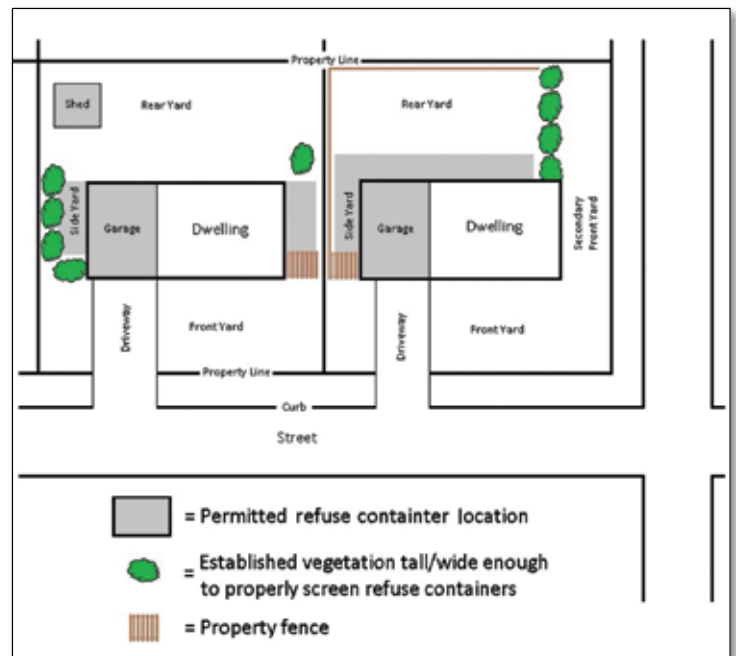 Property Line
Shed
Rear Yard
Rear Yard
Side Yard
Garage
Dwelling
Side Yard
Garage
Dwelling
Secondary
Front Yard
Driveway
Front Yard
Driveway
Front Yard
Property Line
Curb
Street
= Permitted refuse containter location
= Established vegetation tall/wide enough
to properly screen refuse containers
= Property fence